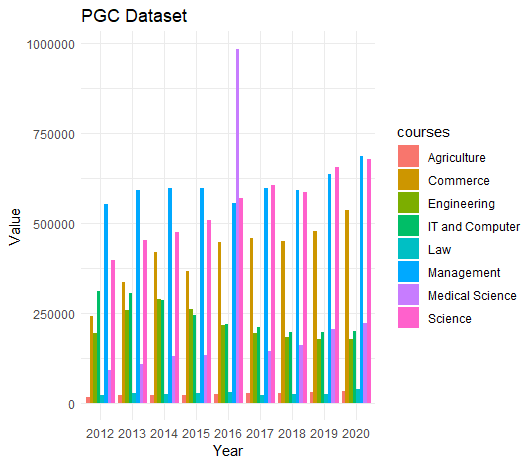 PGC Dataset
1000000
750000
500000
250000
0
Value
2012 2013 2014 2015 2016 2017 2018 2019 2020
Year
courses
Agriculture
Commerce
Engineering
IT and Computer
Law
Management
Medical Science
Science